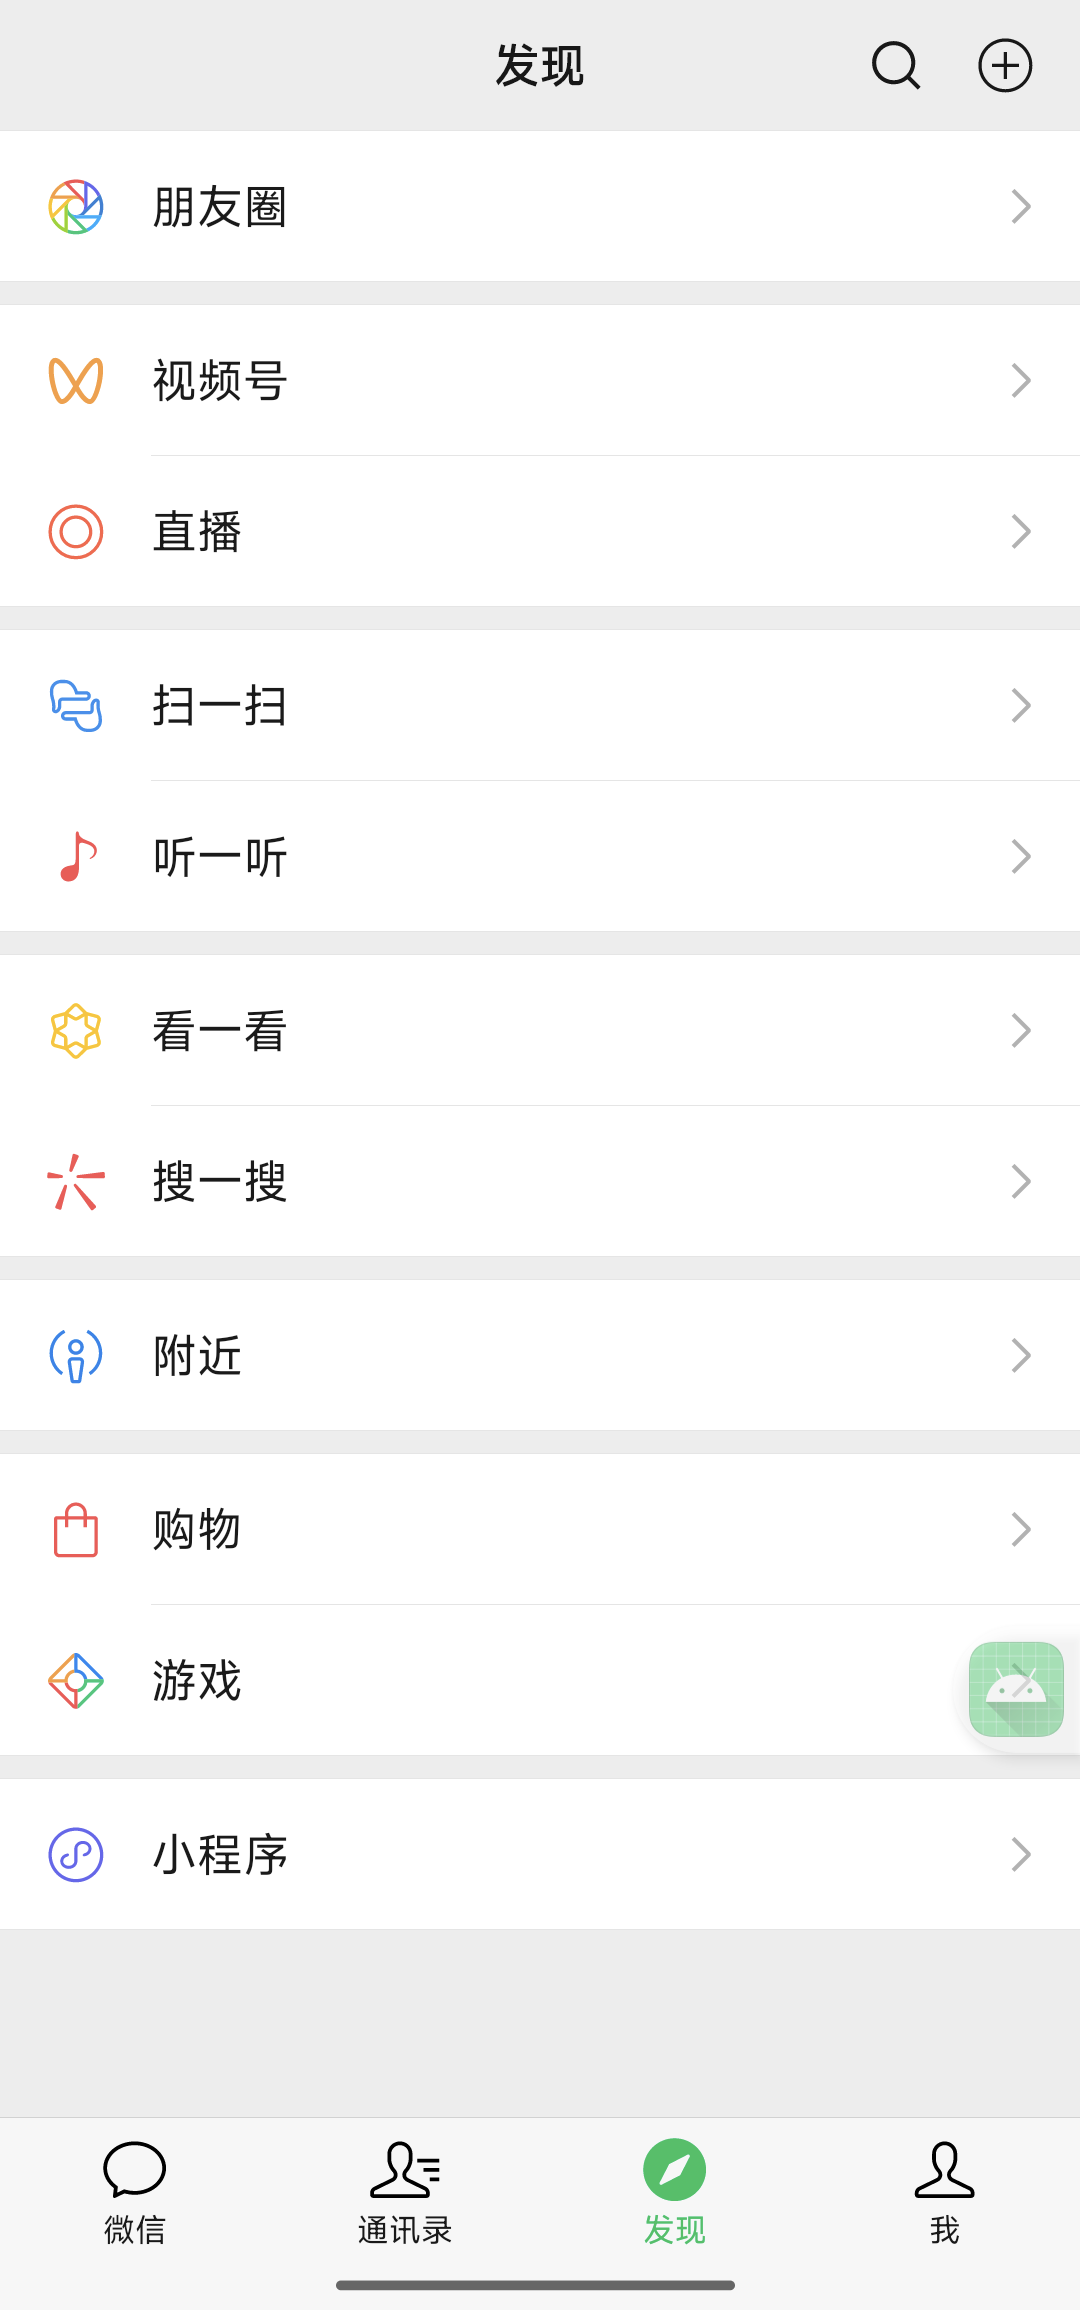 发现
朋友圈
视频号
直播
扫一扫
听一听
看一看
搜一搜
附近
购物
游戏
小程序
微信
通讯录
发现
我